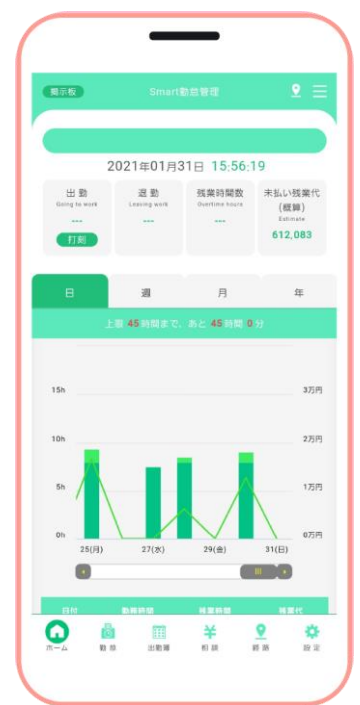 掲示板 Smart勤怠管理
2021年01月31日 15:56:19
出 勤 退 勤 残業時間数 未払い残業代
Going to work Leaving work Overtime hours (概算)
--- --- --- Estimate
打刻 612,083
日 週 月 年
上限 45 時間まで、あと 45 時間 0 分
15h 3万円
10h 2万円
5h 1万円
0h 0万円
25(月) 27(水) 29(金) 31(日)
日付 勤務時間 残業時間 残業代
ホーム 勤 怠 出勤簿 相 談 経 路 設 定